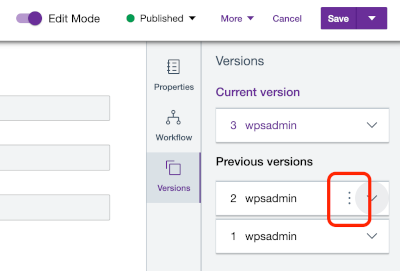 Edit Mode
Published
More
Cancel
Save
Properties
Workflow
Versions
Versions
Current version
3 wpsadmin
Previous versions
2 wpsadmin
1 wpsadmin